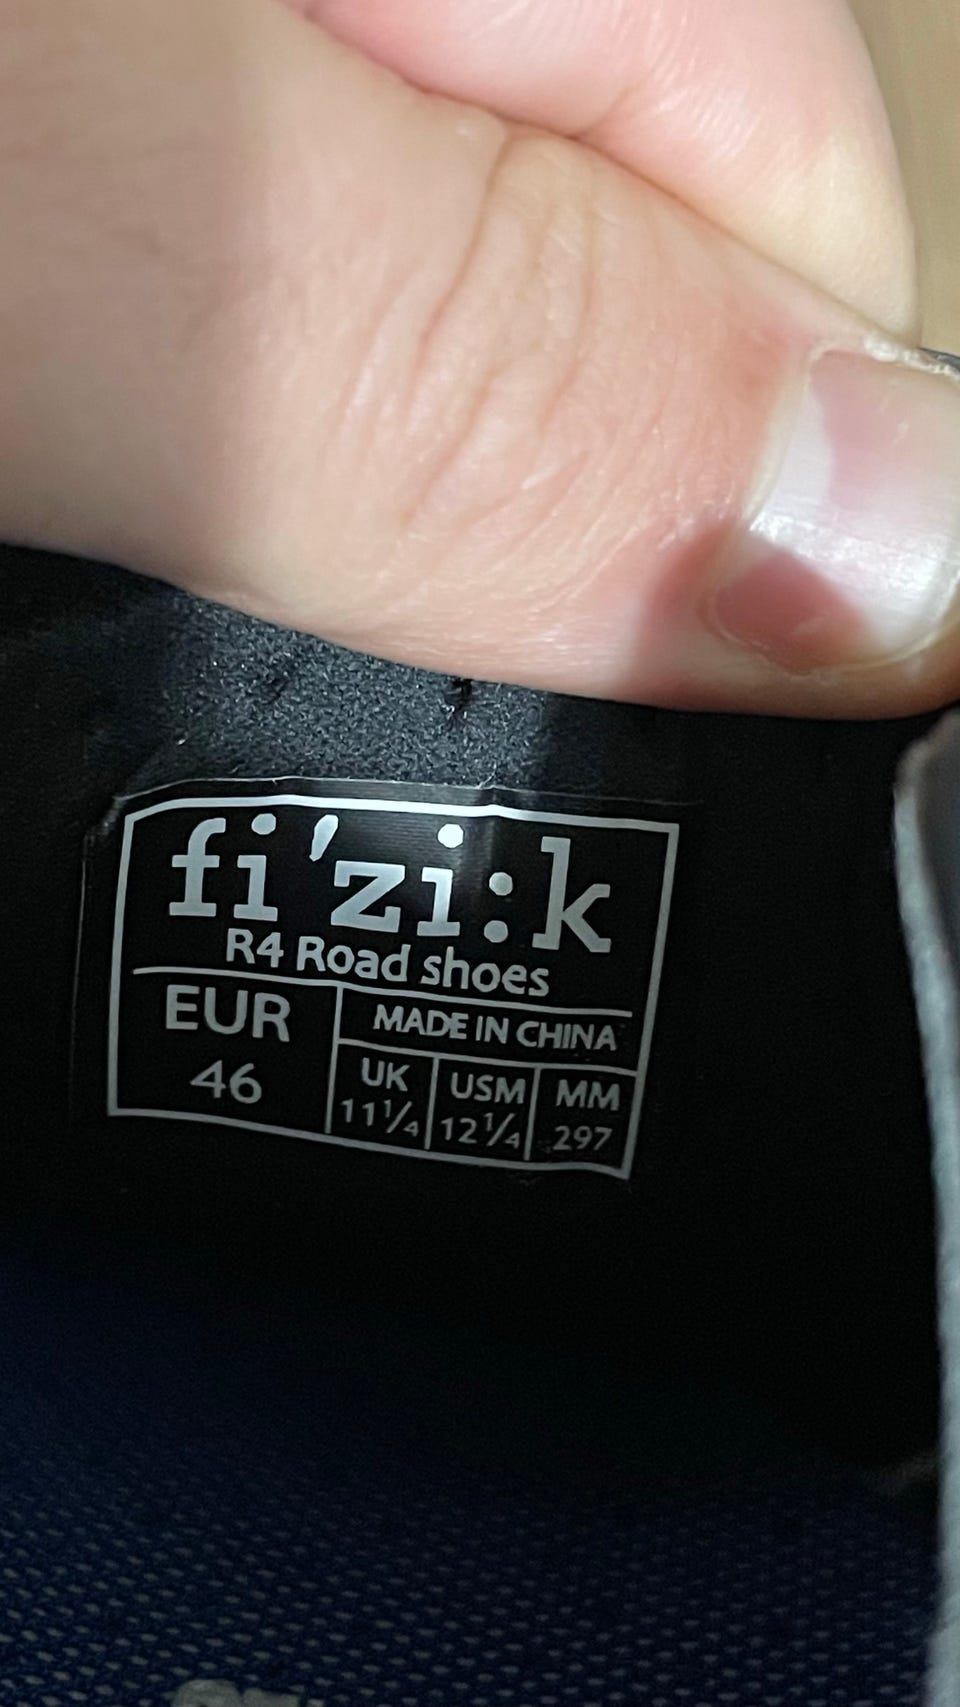 fi'zi:k
R4 Road shoes
EUR
46
MADE IN CHINA
UK
11¼
USM
12¼
MM
297